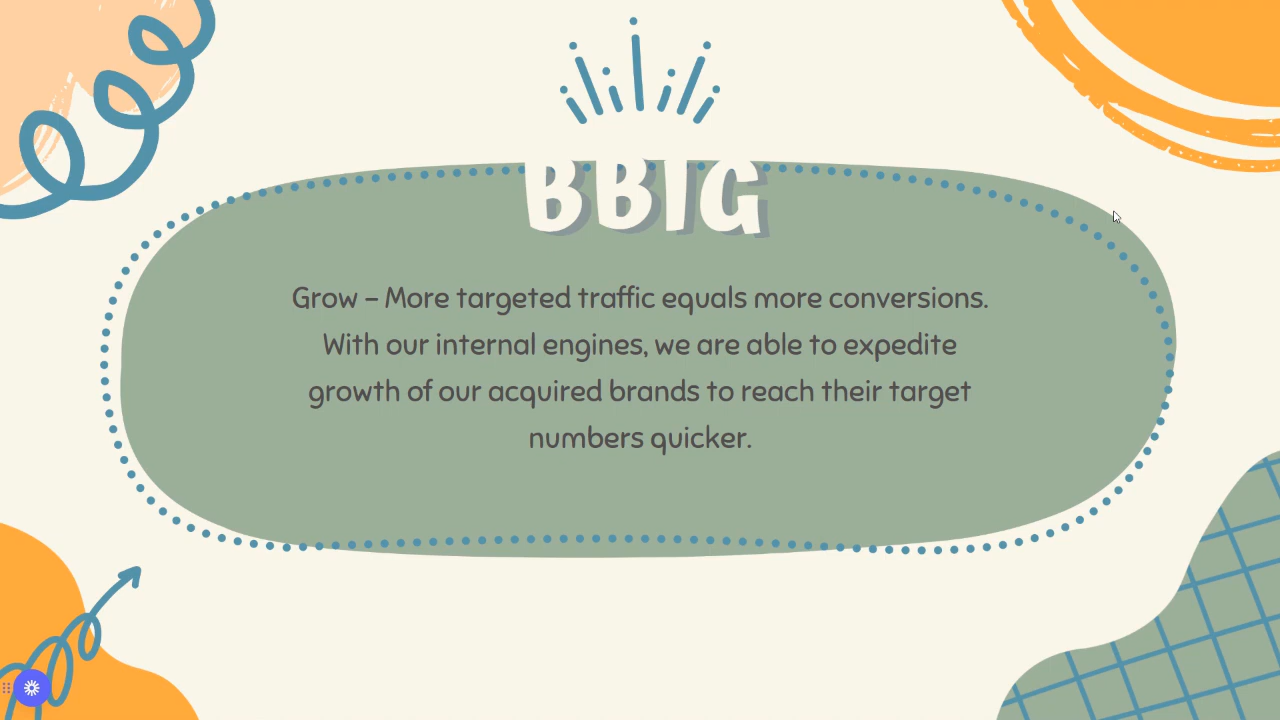 BBIG
Grow – More targeted traffic equals more conversions.
With our internal engines, we are able to expedite
growth of our acquired brands to reach their target
numbers quicker.